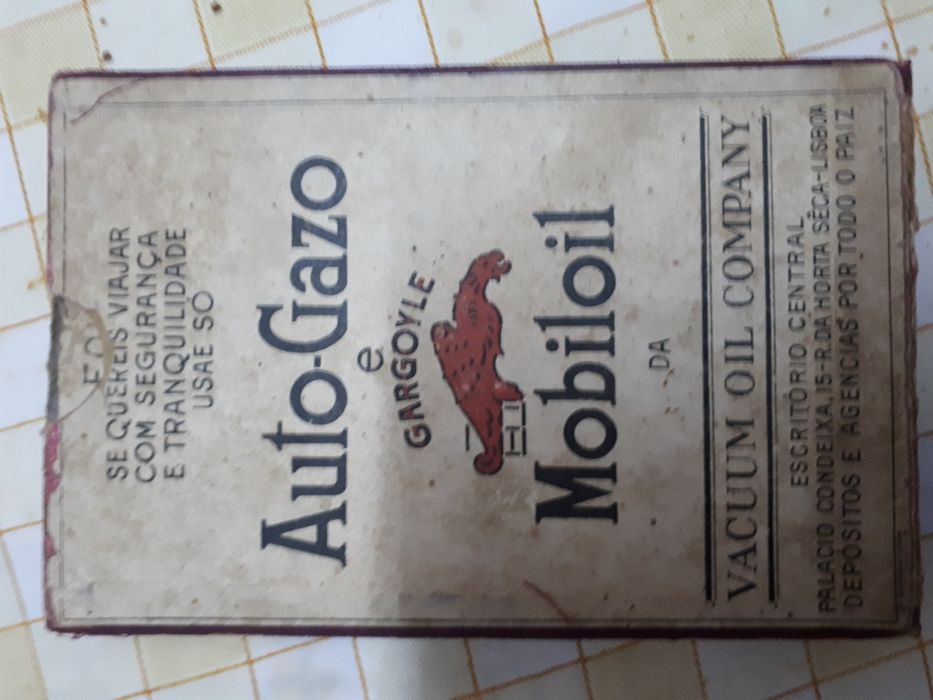 SE QUEREIS VIAJAR
COM SEGURANÇA
E TRANQUILIDADE
USAE SÓ
Auto-Gazo
e
GARGOYLE
Mobiloil
DA
VACUUM OIL COMPANY
ESCRITÓRIO CENTRAL
PALACIO CONDEIXA, 15-R. DA HORTA SÊCA-LISBOA
DEPOSITOS E AGENCIAS POR TODO O PAIZ